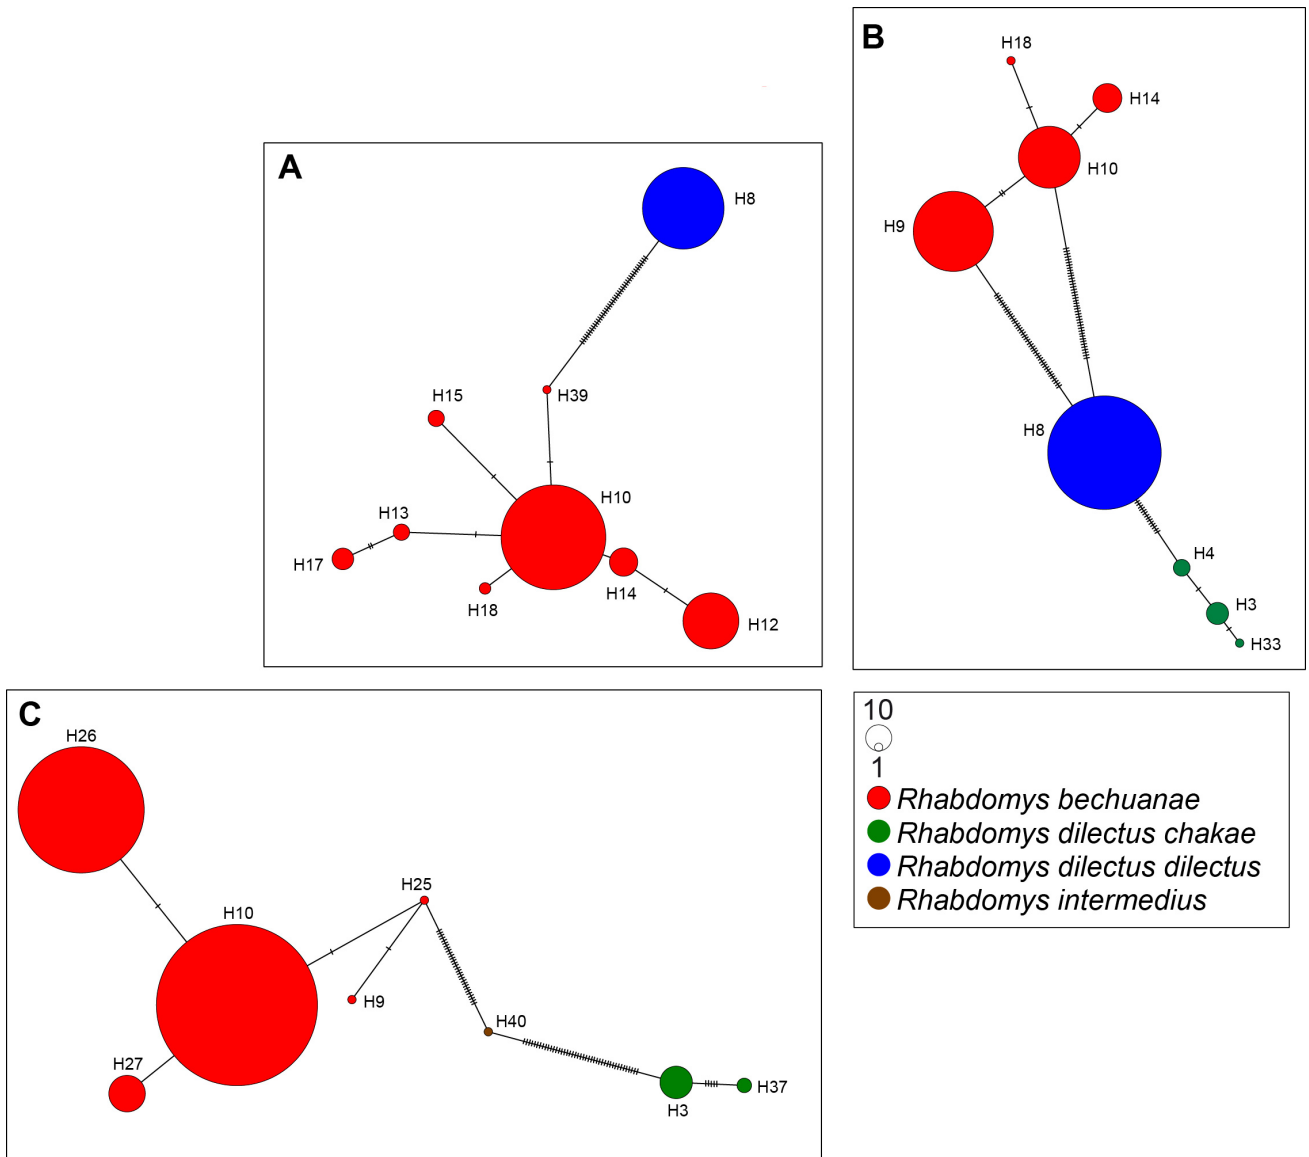 A
H8
H39
H15
H10
H13
H17
H18
H14
H12
B
H18
H14
H10
H9
H8
H4
H3
H33
C
H26
H10
H25
H9
H40
H27
H3
H37
10
1
Rhabdomys bechuanae
Rhabdomys dilectus chakae
Rhabdomys dilectus dilectus
Rhabdomys intermedius